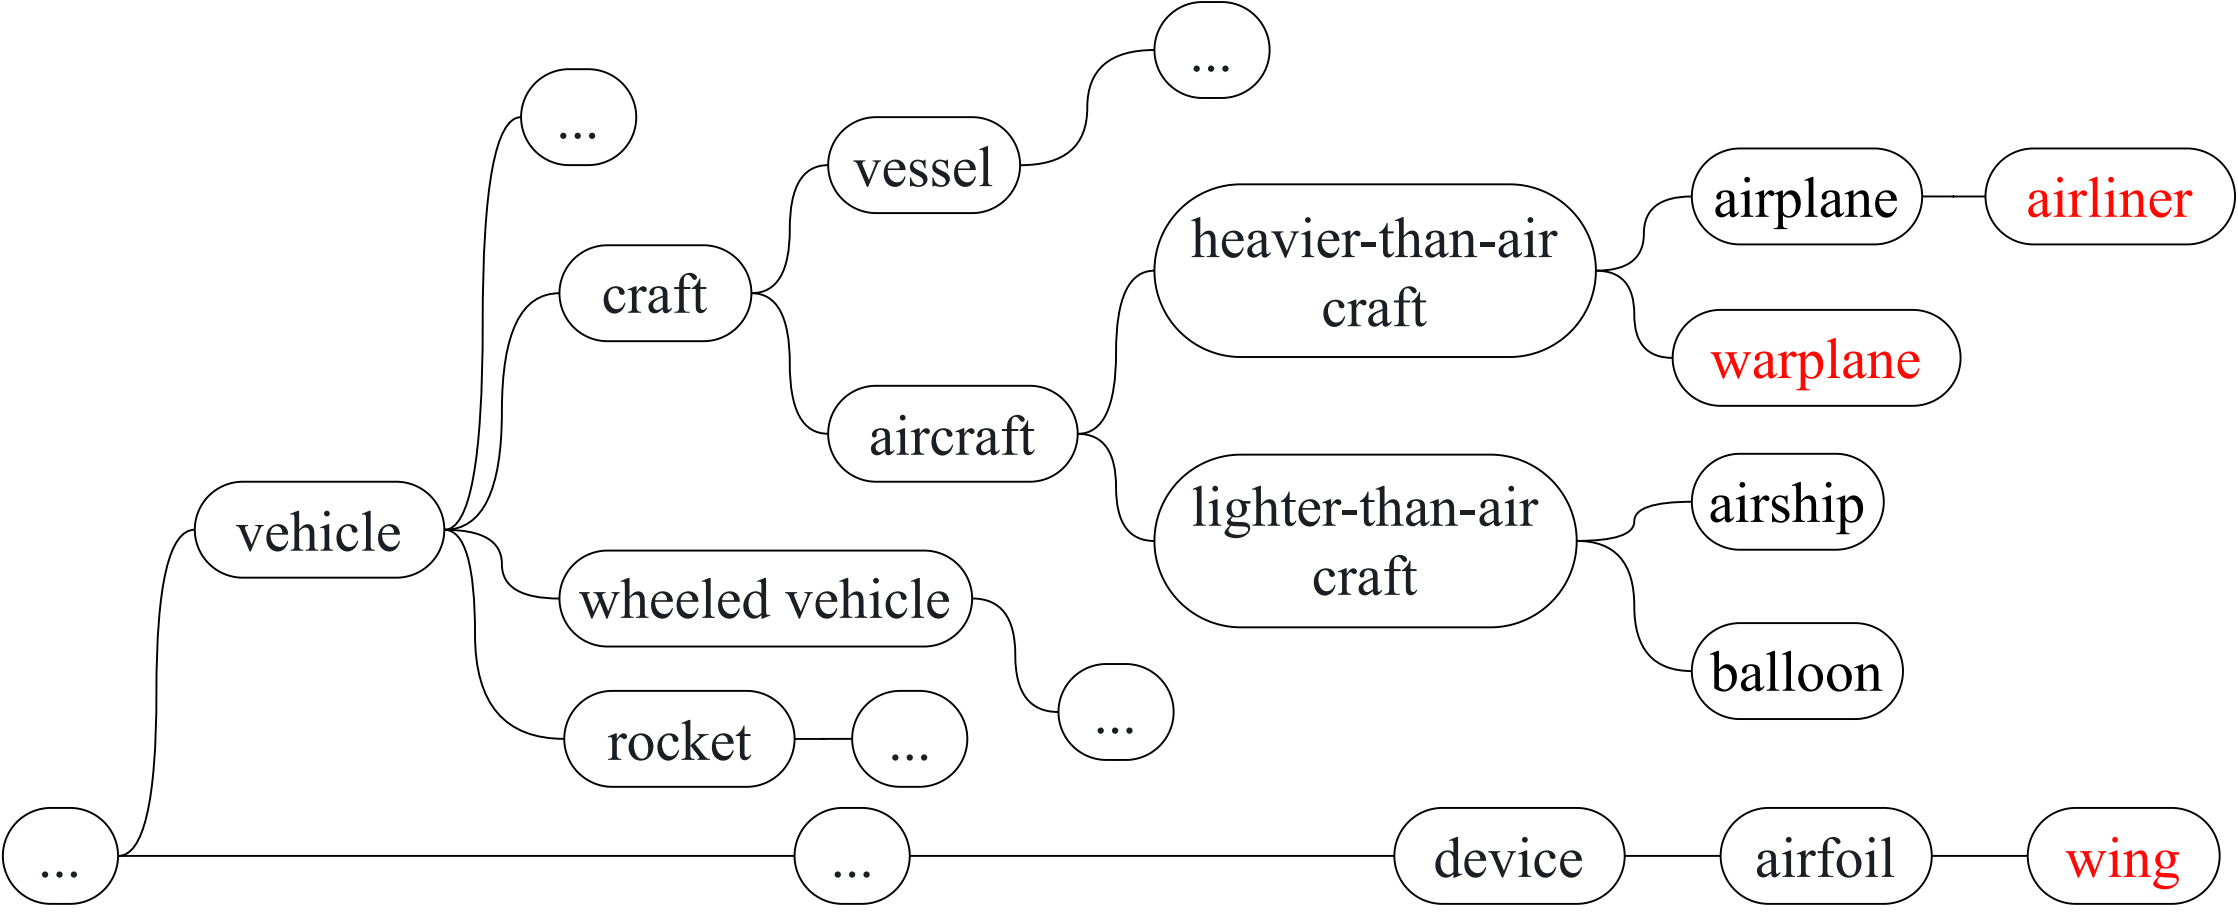 ...
...
vessel
airplane
airliner
heavier-than-air
craft
craft
warplane
aircraft
lighter-than-air
craft
airship
vehicle
wheeled vehicle
balloon
...
rocket
...
...
...
device
airfoil
wing